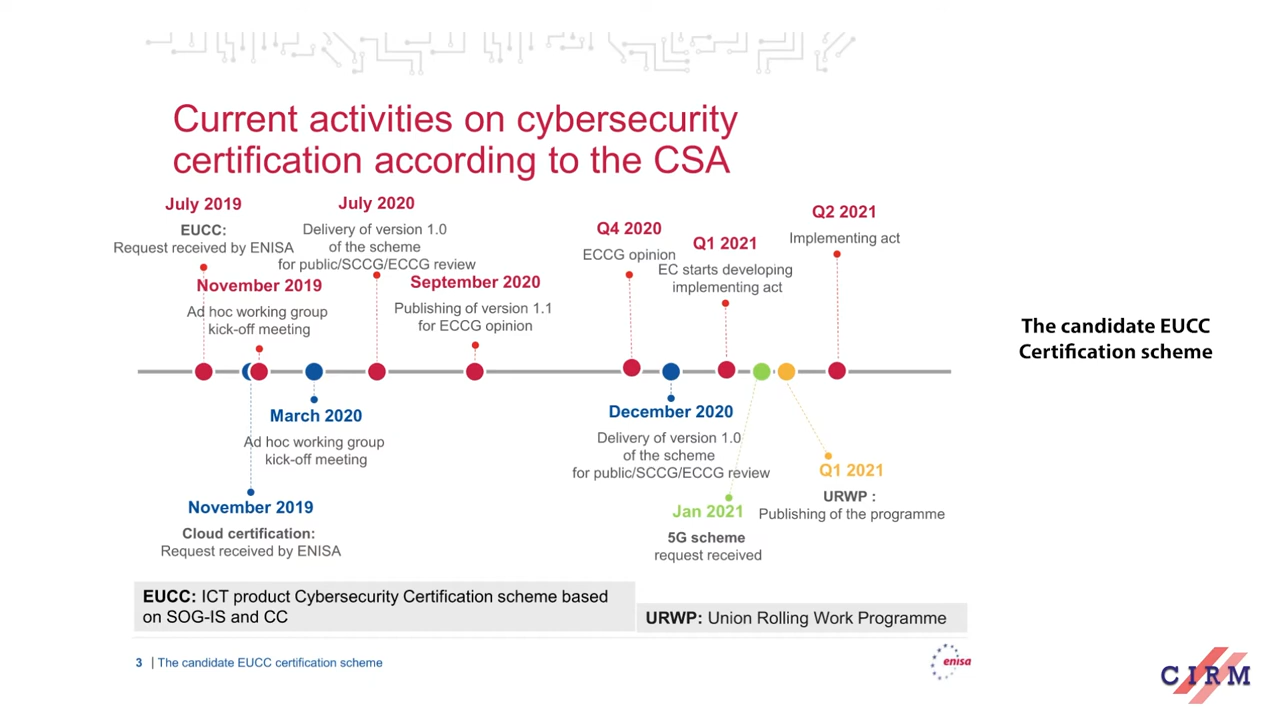 Current activities on cybersecurity
certification according to the CSA
July 2019
EUCC:
Request received by ENISA
November 2019
Ad hoc working group
kick-off meeting
July 2020
Delivery of version 1.0
of the scheme
for public/SCCG/ECCG review
September 2020
Publishing of version 1.1
for ECCG opinion
Q4 2020
ECCG opinion
Q1 2021
EC starts developing
implementing act
Q2 2021
Implementing act
March 2020
Ad hoc working group
kick-off meeting
November 2019
Cloud certification:
Request received by ENISA
December 2020
Delivery of version 1.0
of the scheme
for public/SCCG/ECCG review
Jan 2021
5G scheme
request received
Q1 2021
URWP :
Publishing of the programme
The candidate EUCC
Certification scheme
EUCC: ICT product Cybersecurity Certification scheme based
on SOG-IS and CC
URWP: Union Rolling Work Programme
3 | The candidate EUCC certification scheme
enisa
CIRM